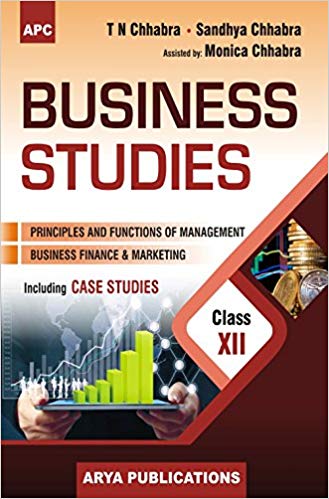 APC
T N Chhabra • Sandhya Chhabra
Assisted by: Monica Chhabra
BUSINESS
STUDIES
PRINCIPLES AND FUNCTIONS OF MANAGEMENT
BUSINESS FINANCE & MARKETING
Including CASE STUDIES
Class
XII
ARYA PUBLICATIONS